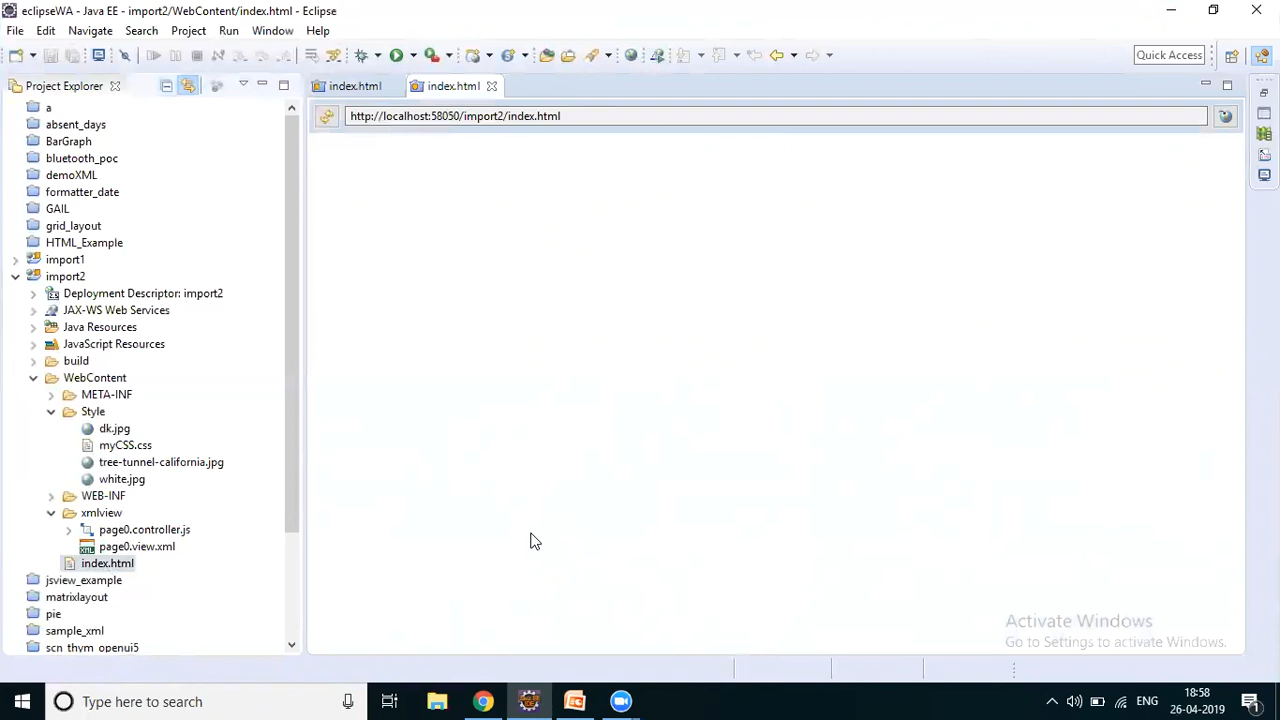 eclipseWA - Java EE - import2/WebContent/index.html - Eclipse
File Edit Navigate Search Project Run Window Help
Quick Access
Project Explorer
index.html
index.html
http://localhost:58050/import2/index.html
a
absent_days
BarGraph
bluetooth_poc
demoXML
formatter_date
GAIL
grid_layout
HTML_Example
import1
import2
Deployment Descriptor: import2
JAX-WS Web Services
Java Resources
JavaScript Resources
build
WebContent
META-INF
Style
dk.jpg
myCSS.css
tree-tunnel-california.jpg
white.jpg
WEB-INF
xmlview
page0.controller.js
page0.view.xml
index.html
jsview_example
matrixlayout
pie
sample_xml
scn_thym_openui5
Activate Windows
Go to Settings to activate Windows.
Type here to search
ENG
18:58
26-04-2019